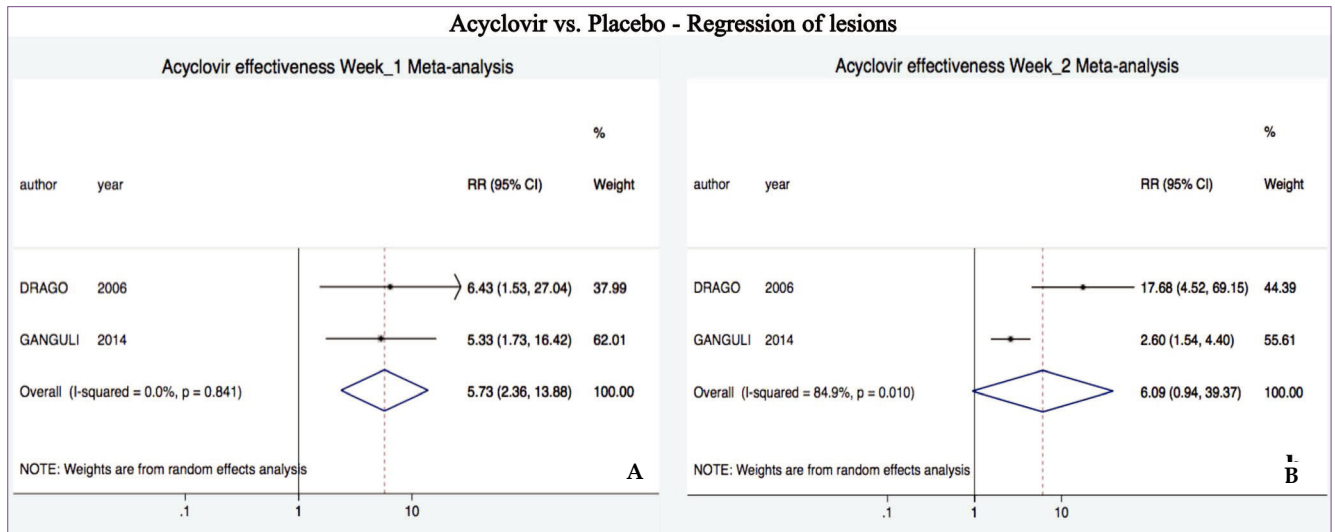 Acyclovir vs. Placebo - Regression of lesions
Acyclovir effectiveness Week_1 Meta-analysis
%
author year RR (95% CI) Weight
DRAGO 2006 6.43 (1.53, 27.04) 37.99
GANGULI 2014 5.33 (1.73, 16.42) 62.01
Overall (I-squared = 0.0%, p = 0.841) 5.73 (2.36, 13.88) 100.00
NOTE: Weights are from random effects analysis
A
.1 1 10
Acyclovir effectiveness Week_2 Meta-analysis
%
author year RR (95% CI) Weight
DRAGO 2006 17.68 (4.52, 69.15) 44.39
GANGULI 2014 2.60 (1.54, 4.40) 55.61
Overall (I-squared = 84.9%, p = 0.010) 6.09 (0.94, 39.37) 100.00
NOTE: Weights are from random effects analysis
B
.1 1 10